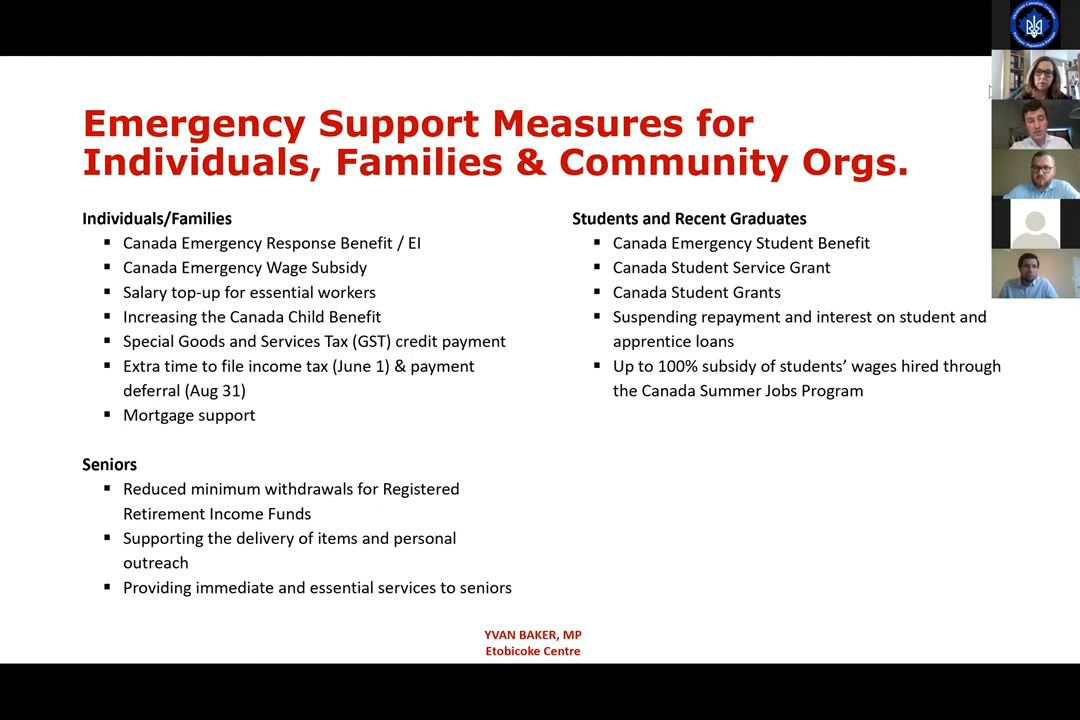 Emergency Support Measures for
Individuals, Families & Community Orgs.
Individuals/Families
▪ Canada Emergency Response Benefit / EI
▪ Canada Emergency Wage Subsidy
▪ Salary top-up for essential workers
▪ Increasing the Canada Child Benefit
▪ Special Goods and Services Tax (GST) credit payment
▪ Extra time to file income tax (June 1) & payment
deferral (Aug 31)
▪ Mortgage support
Seniors
▪ Reduced minimum withdrawals for Registered
Retirement Income Funds
▪ Supporting the delivery of items and personal
outreach
▪ Providing immediate and essential services to seniors
Students and Recent Graduates
▪ Canada Emergency Student Benefit
▪ Canada Student Service Grant
▪ Canada Student Grants
▪ Suspending repayment and interest on student and
apprentice loans
▪ Up to 100% subsidy of students’ wages hired through
the Canada Summer Jobs Program
YVAN BAKER, MP
Etobicoke Centre